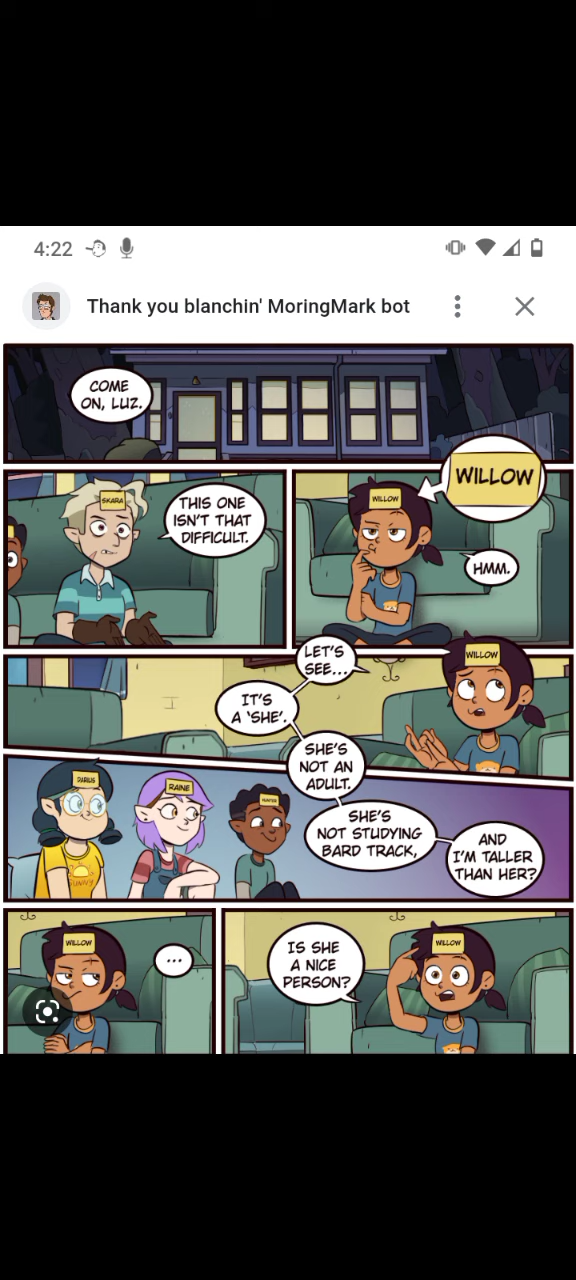 4:22
Thank you blanchin' MoringMark bot
COME
ON, LUZ.
SKARA
THIS ONE
ISN'T THAT
DIFFICULT.
WILLOW
WILLOW
HMM.
LET'S
SEE...
WILLOW
IT'S
A 'SHE'.
SHE'S
NOT AN
ADULT.
DARIUS
RAINE
HUNTER
SUNNY
SHE'S
NOT STUDYING
BARD TRACK,
AND
I'M TALLER
THAN HER?
WILLOW
...
IS SHE
A NICE
PERSON?
WILLOW